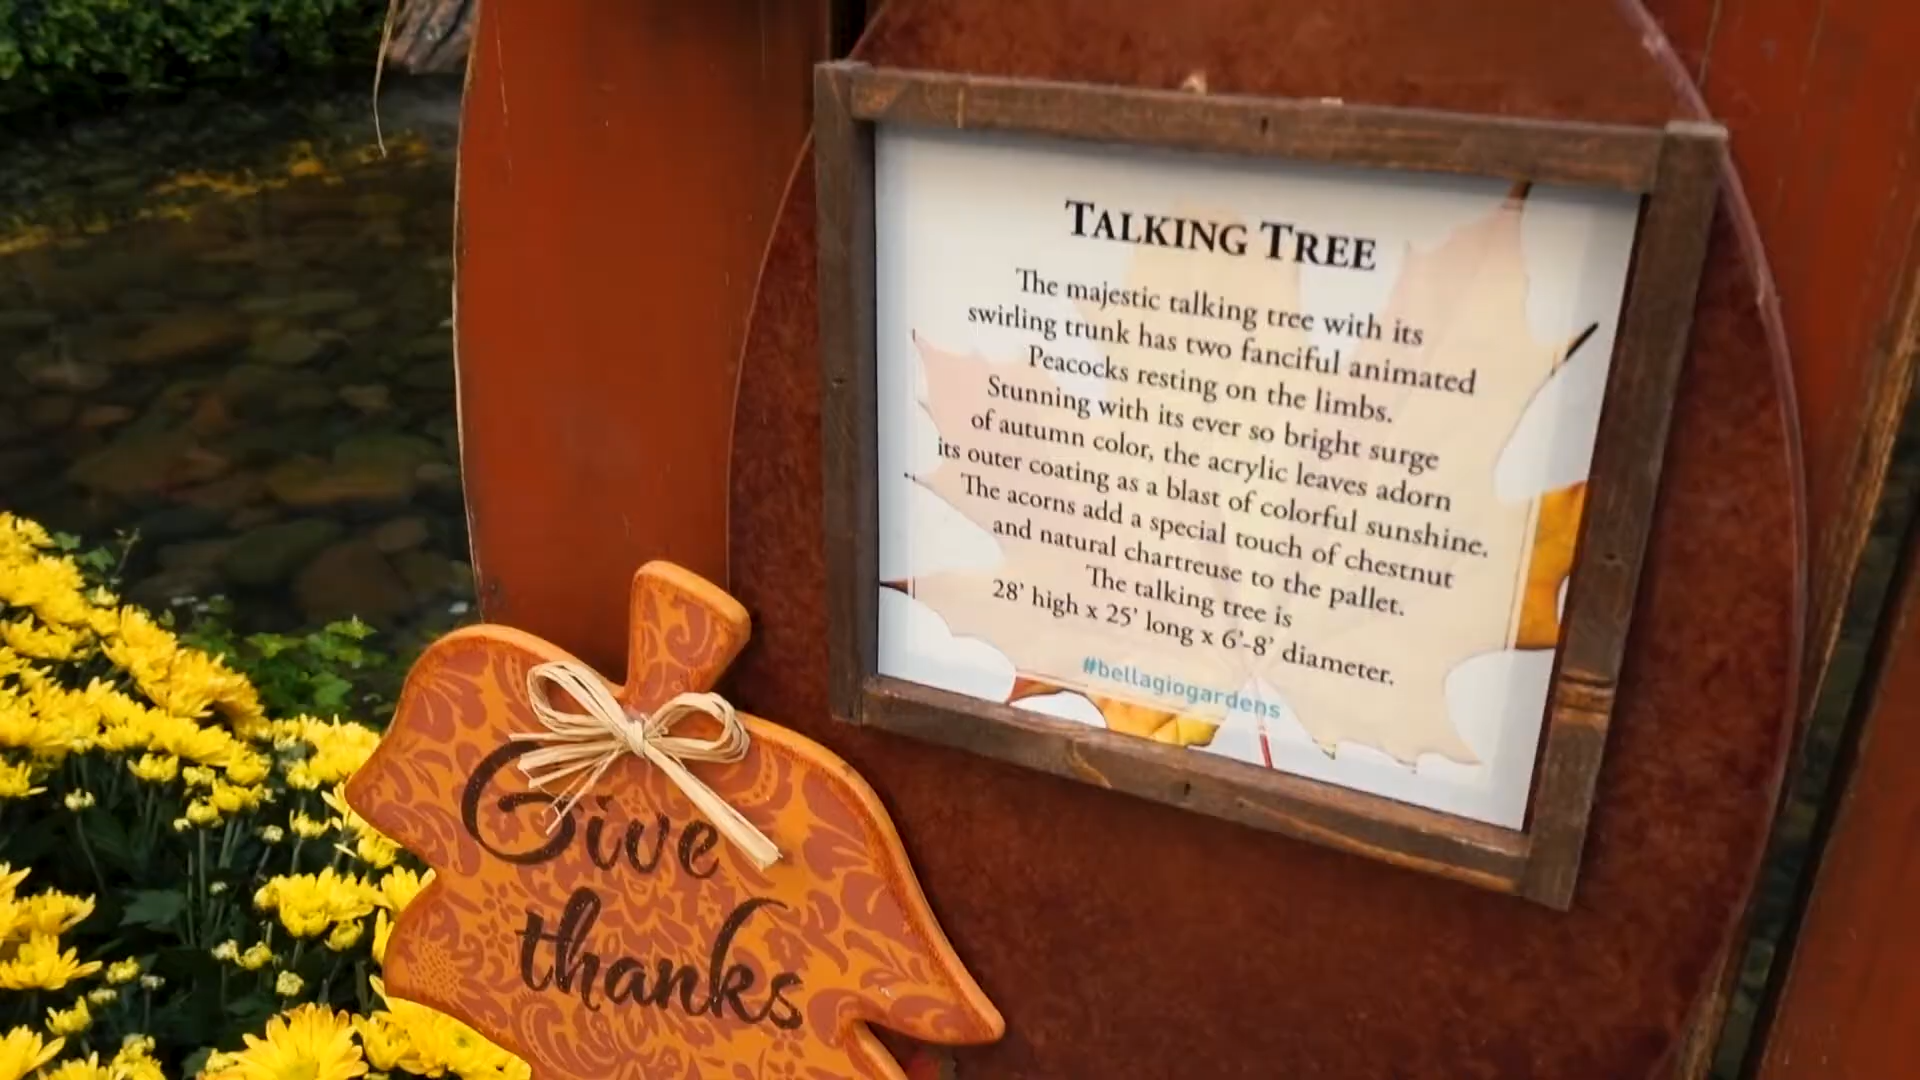 TALKING TREE
The majestic talking tree with its
swirling trunk has two fanciful animated
Peacocks resting on the limbs.
Stunning with its ever so bright surge
of autumn color, the acrylic leaves adorn
its outer coating as a blast of colorful sunshine.
The acorns add a special touch of chestnut
and natural chartreuse to the pallet.
The talking tree is
28' high x 25' long x 6'-8' diameter.
#bellagiogardens
Give
thanks